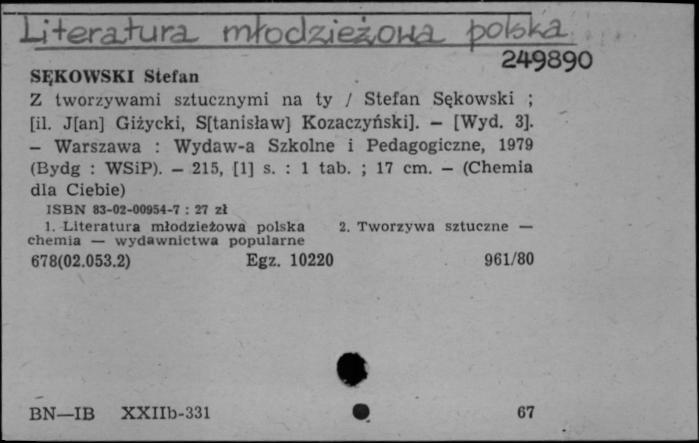 Literatura młodzieżowa polska
249890
SĘKOWSKI Stefan
Z tworzywami sztucznymi na ty / Stefan Sękowski ;
[il. J[an] Giżycki, S[tanisław] Kozaczyński]. — [Wyd. 3].
— Warszawa : Wydaw-a Szkolne i Pedagogiczne, 1979
(Bydg : WSiP). — 215, [1] s. : 1 tab. ; 17 cm. — (Chemia
dla Ciebie)
ISBN 83-02-00954-7 : 27 zł
1. Literatura młodzieżowa polska 2. Tworzywa sztuczne —
chemia — wydawnictwa popularne
678(02.053.2) Egz. 10220 961/80
BN—IB XXIIb-331 67